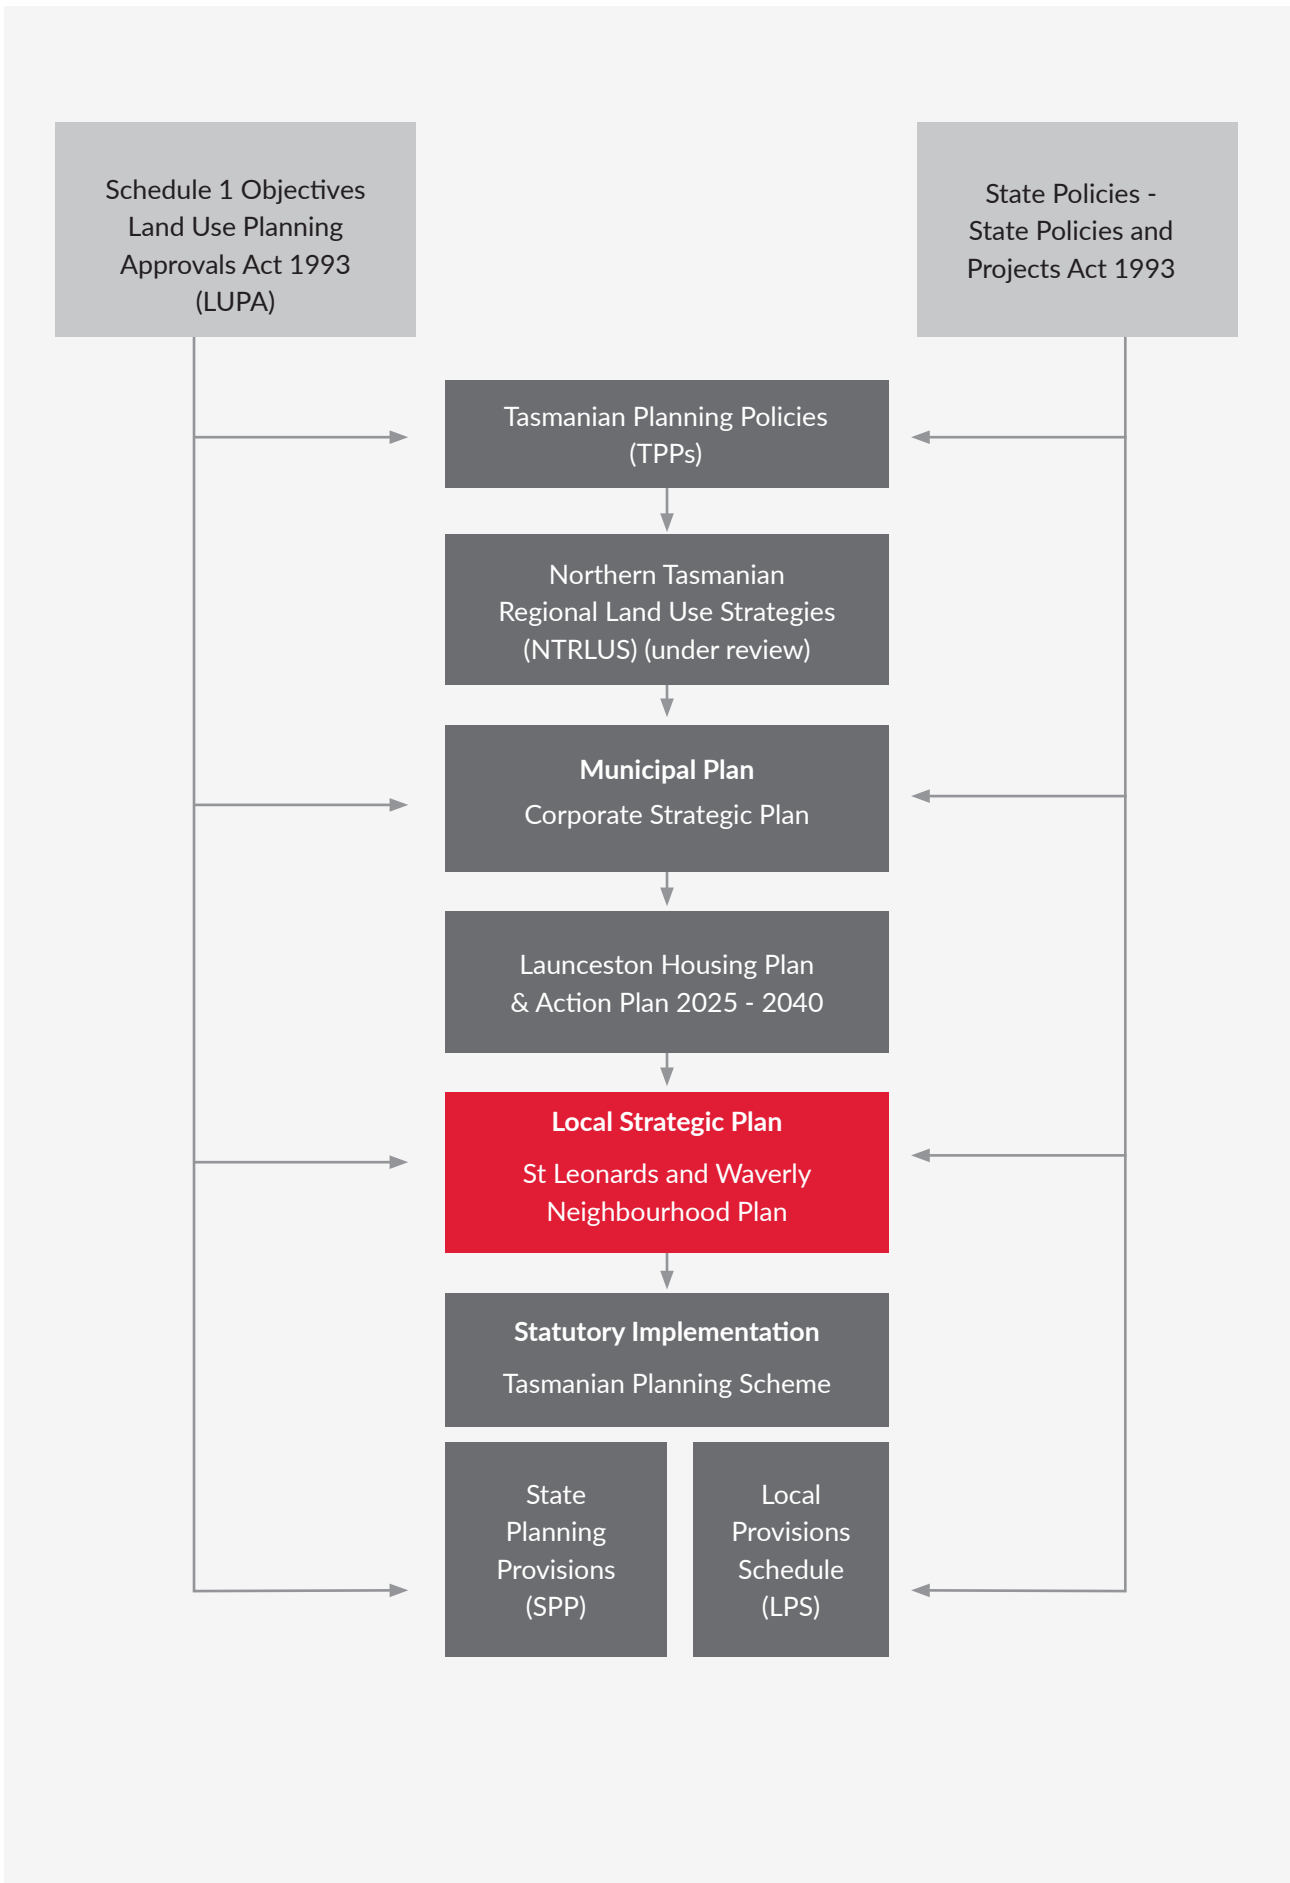 Schedule 1 Objectives
Land Use Planning
Approvals Act 1993
(LUPA)
State Policies -
State Policies and
Projects Act 1993
Tasmanian Planning Policies
(TPPs)
Northern Tasmanian
Regional Land Use Strategies
(NTRLUS) (under review)
Municipal Plan
Corporate Strategic Plan
Launceston Housing Plan
& Action Plan 2025 - 2040
Local Strategic Plan
St Leonards and Waverly
Neighbourhood Plan
Statutory Implementation
Tasmanian Planning Scheme
State
Planning
Provisions
(SPP)
Local
Provisions
Schedule
(LPS)